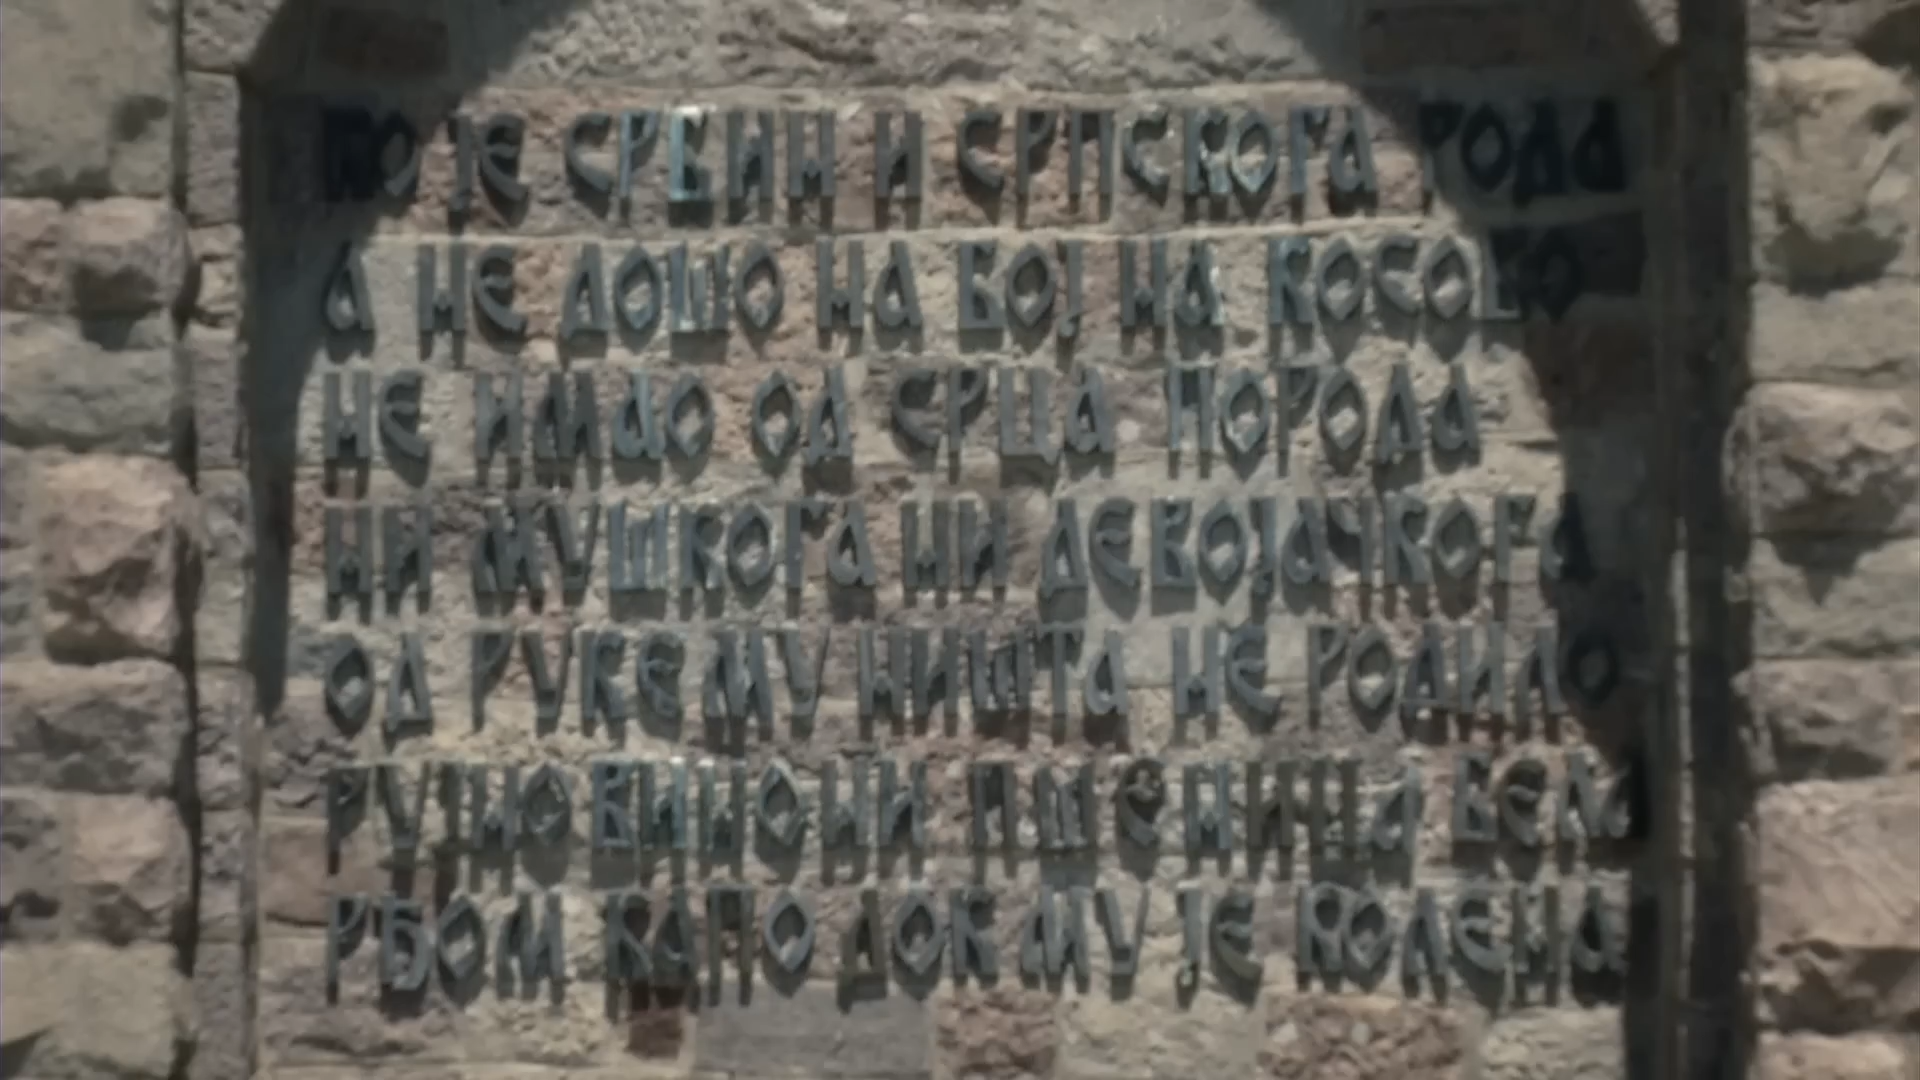 КО ЈЕ СРБИН И СРПСКОГА РОДА
А НЕ ДОШО НА БОЈ НА КОСОВО
НЕ ИМАО ОД СРЦА ПОРОДА
НИ МУШКОГА НИ ДЕВОЈАЧКОГА
ОД РУКЕ МУ НИШТА НЕ РОДИЛО
РУЈНО ВИНО НИ ПШЕНИЦА БЕЛА
РЂОМ КАПО ДОК МУ ЈЕ КОЛЕНА